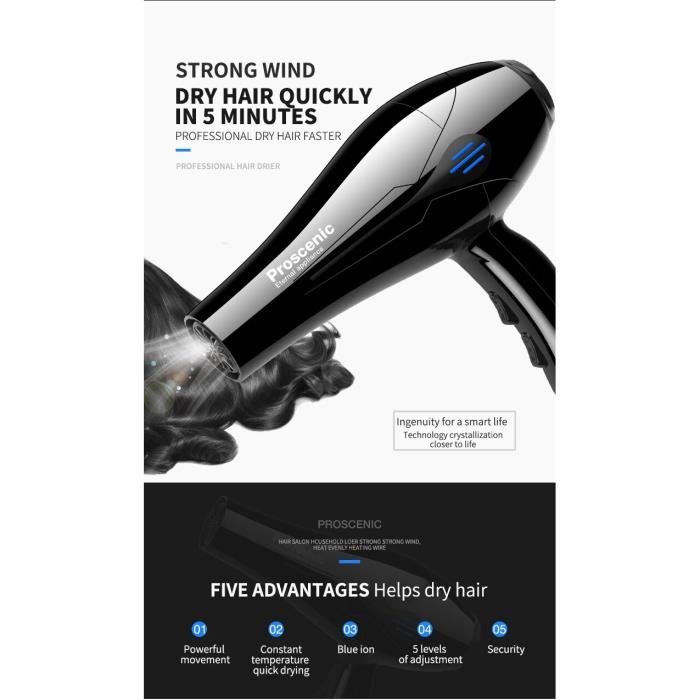 STRONG WIND
DRY HAIR QUICKLY
IN 5 MINUTES
PROFESSIONAL DRY HAIR FASTER
PROFESSIONAL HAIR DRIER
Proscenic
Eternal appliance
Ingenuity for a smart life
Technology crystallization
closer to life
PROSCENIC
HAIR SALON HCUSEHOLD LOER STRONG STRONG WIND,
HEAT EVENLY HEATING WIRE
FIVE ADVANTAGES Helps dry hair
01 02 03 04 05
Powerful
movement
Constant
temperature
quick drying
Blue ion
5 levels
of adjustment
Security